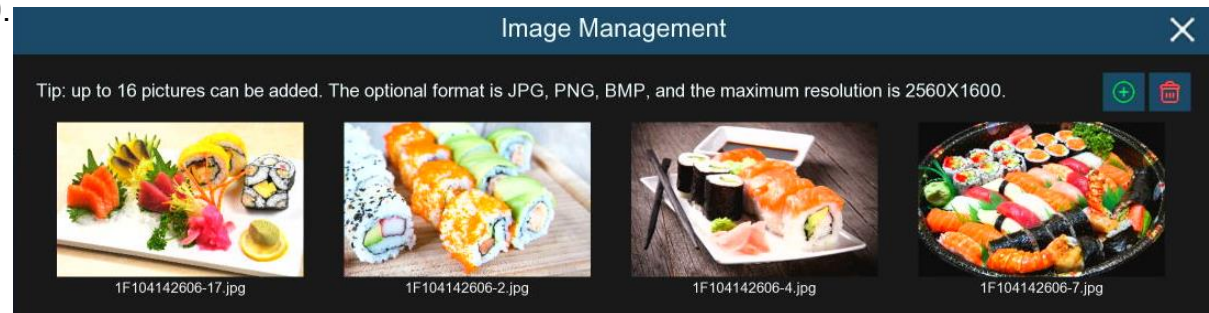 Image Management
Tip: up to 16 pictures can be added. The optional format is JPG, PNG, BMP, and the maximum resolution is 2560X1600.
1F104142606-17.jpg 1F104142606-2.jpg 1F104142606-4.jpg 1F104142606-7.jpg